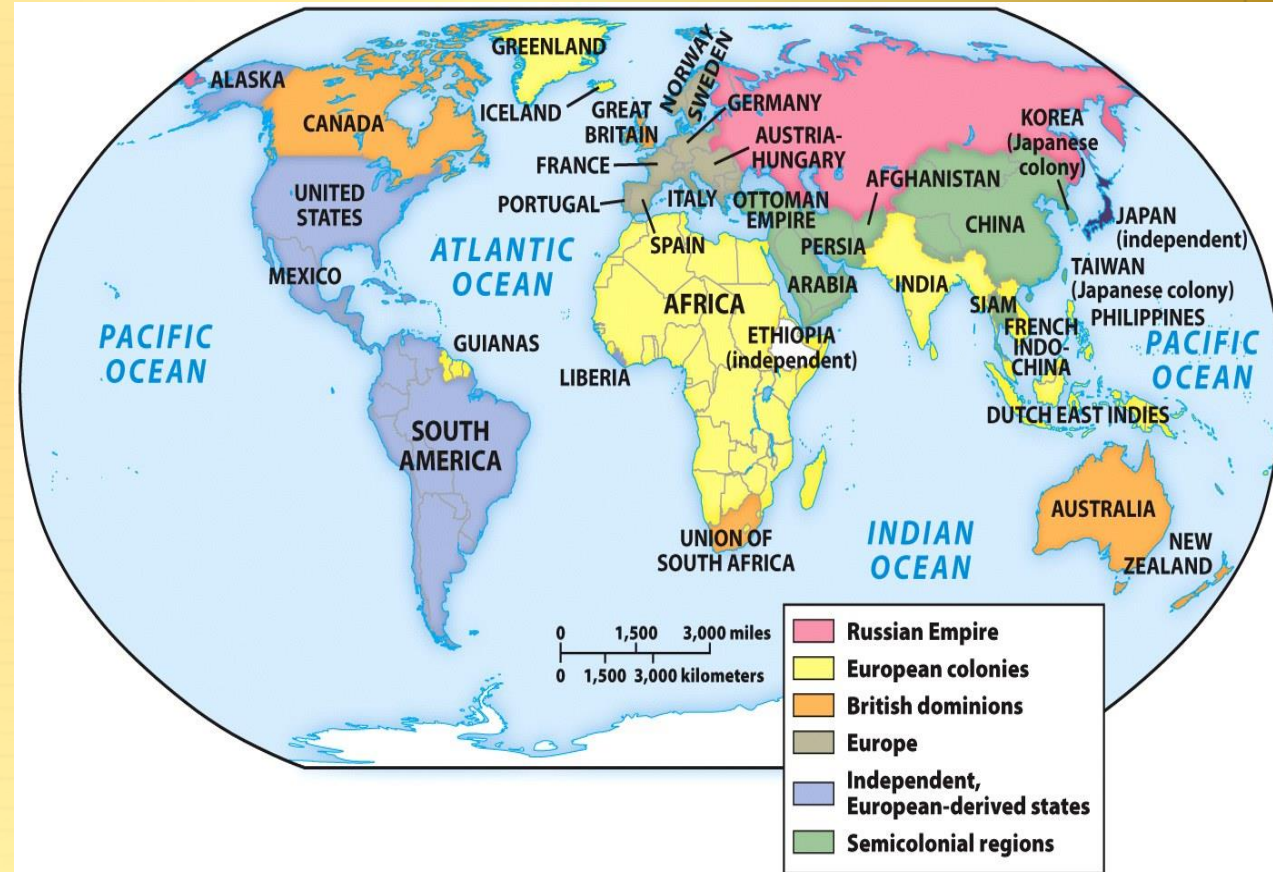 GREENLAND
ALASKA
ICELAND
CANADA
GREAT
BRITAIN
NORWAY
SWEDEN
GERMANY
AUSTRIA-
HUNGARY
FRANCE
KOREA
(Japanese
colony)
UNITED
STATES
PORTUGAL
ITALY
OTTOMAN
EMPIRE
AFGHANISTAN
CHINA
JAPAN
(independent)
ATLANTIC
OCEAN
SPAIN
PERSIA
MEXICO
AFRICA
ARABIA
INDIA
TAIWAN
(Japanese colony)
SIAM
PHILIPPINES
PACIFIC
OCEAN
GUIANAS
LIBERIA
ETHIOPIA
(independent)
FRENCH
INDO-
CHINA
PACIFIC
OCEAN
SOUTH
AMERICA
DUTCH EAST INDIES
AUSTRALIA
UNION OF
SOUTH AFRICA
INDIAN
OCEAN
NEW
ZEALAND
0 1,500 3,000 miles
0 1,500 3,000 kilometers
Russian Empire
European colonies
British dominions
Europe
Independent,
European-derived states
Semicolonial regions